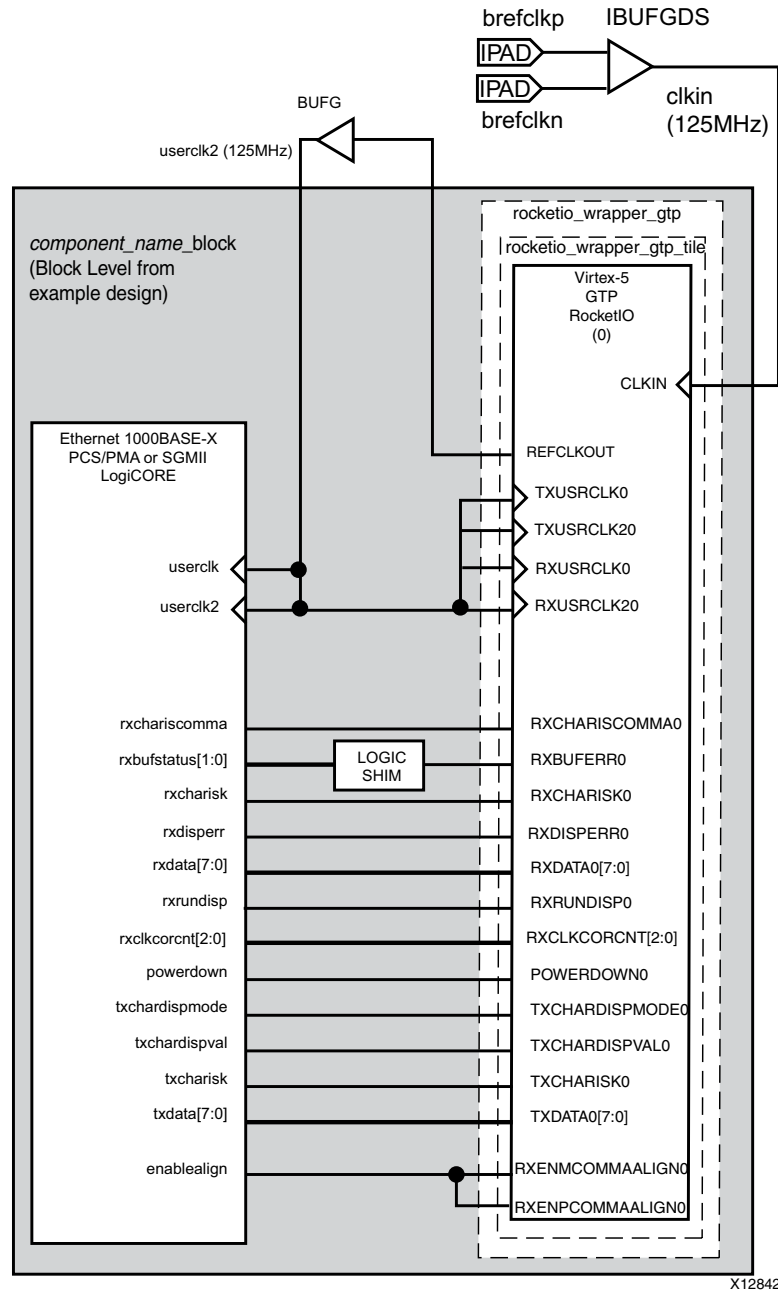 brefclkp
IBUFGDS
IPAD
IPAD
brefclkn
clkin
(125MHz)
BUFG
userclk2 (125MHz)
component_name_block
(Block Level from
example design)
rocketio_wrapper_gtp
rocketio_wrapper_gtp_tile
Virtex-5
GTP
RocketIO
(0)
CLKIN
Ethernet 1000BASE-X
PCS/PMA or SGMII
LogiCORE
REFCLKOUT
TXUSRCLK0
TXUSRCLK20
userclk
RXUSRCLK0
userclk2
RXUSRCLK20
rxchariscomma
RXCHARISCOMMA0
rxbufstatus[1:0]
LOGIC
SHIM
RXBUFERR0
rxcharisk
RXCHARISK0
rxdisperr
RXDISPERR0
rxdata[7:0]
RXDATA0[7:0]
rxrundisp
RXRUNDISP0
rxclkcorcnt[2:0]
RXCLKCORCNT[2:0]
powerdown
POWERDOWN0
txchardispmode
TXCHARDISPMODE0
txchardispval
TXCHARDISPVAL0
txcharisk
TXCHARISK0
txdata[7:0]
TXDATA0[7:0]
enablealign
RXENMCOMMAALIGN0
RXENPCOMMAALIGN0
X12842